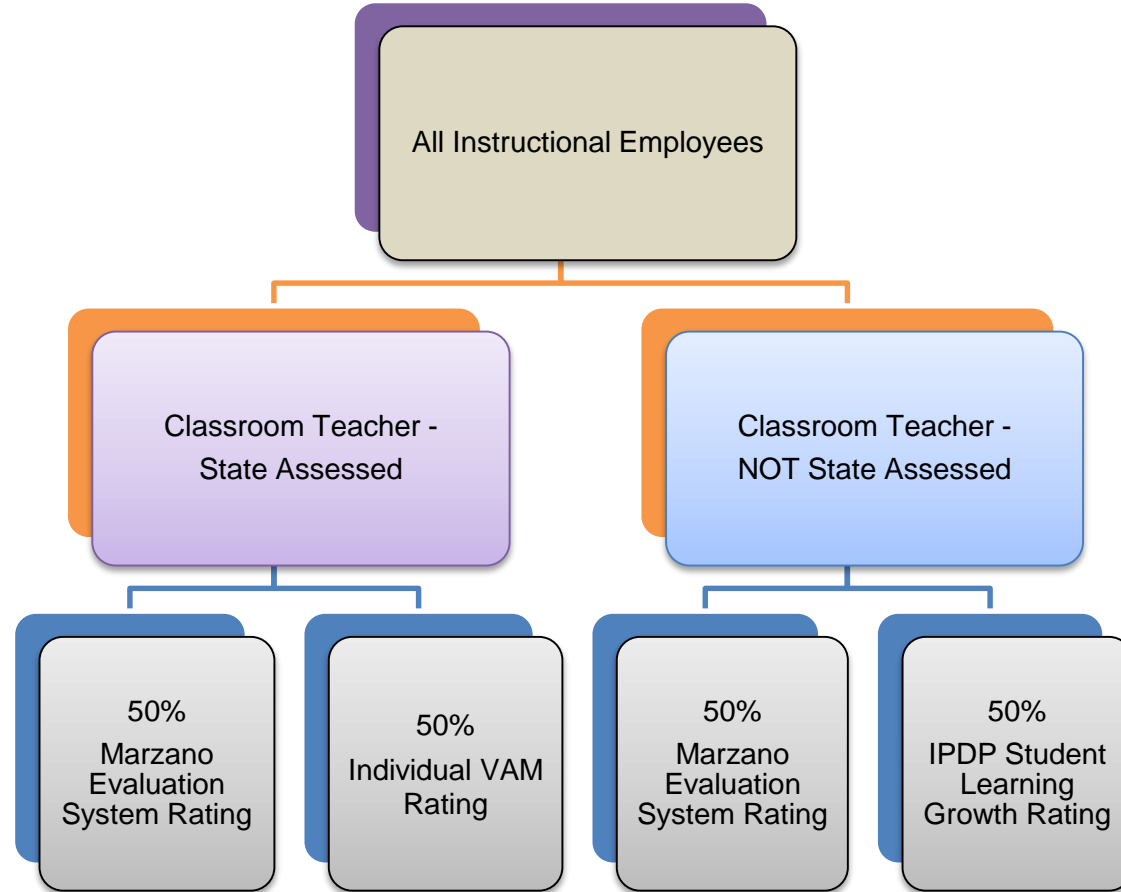 All Instructional Employees
Classroom Teacher -
State Assessed
Classroom Teacher -
NOT State Assessed
50%
Marzano
Evaluation
System Rating
50%
Individual VAM
Rating
50%
Marzano
Evaluation
System Rating
50%
IPDP Student
Learning
Growth Rating